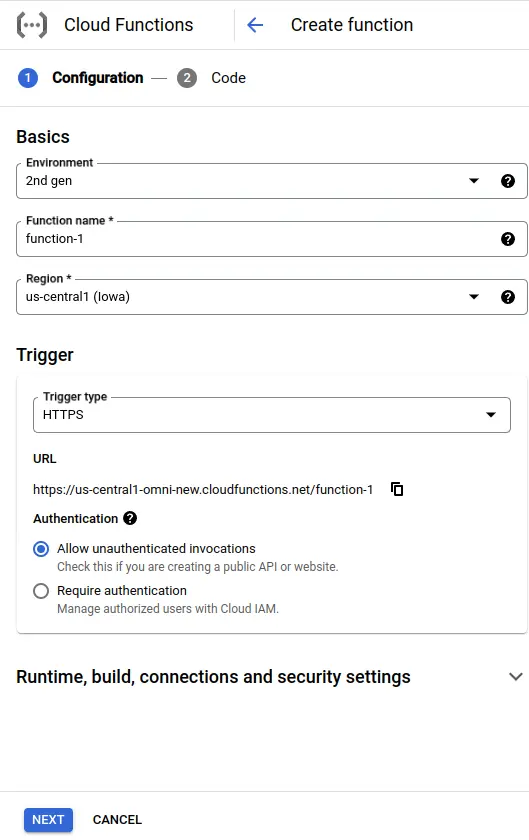 Cloud Functions
Create function
1 Configuration
2 Code
Basics
Environment
2nd gen
Function name *
function-1
Region *
us-central1 (Iowa)
Trigger
Trigger type
HTTPS
URL
https://us-central1-omni-new.cloudfunctions.net/function-1
Authentication
Allow unauthenticated invocations
Check this if you are creating a public API or website.
Require authentication
Manage authorized users with Cloud IAM.
Runtime, build, connections and security settings
NEXT
CANCEL